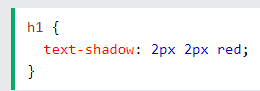 h1 {
  text-shadow: 2px 2px red;
}